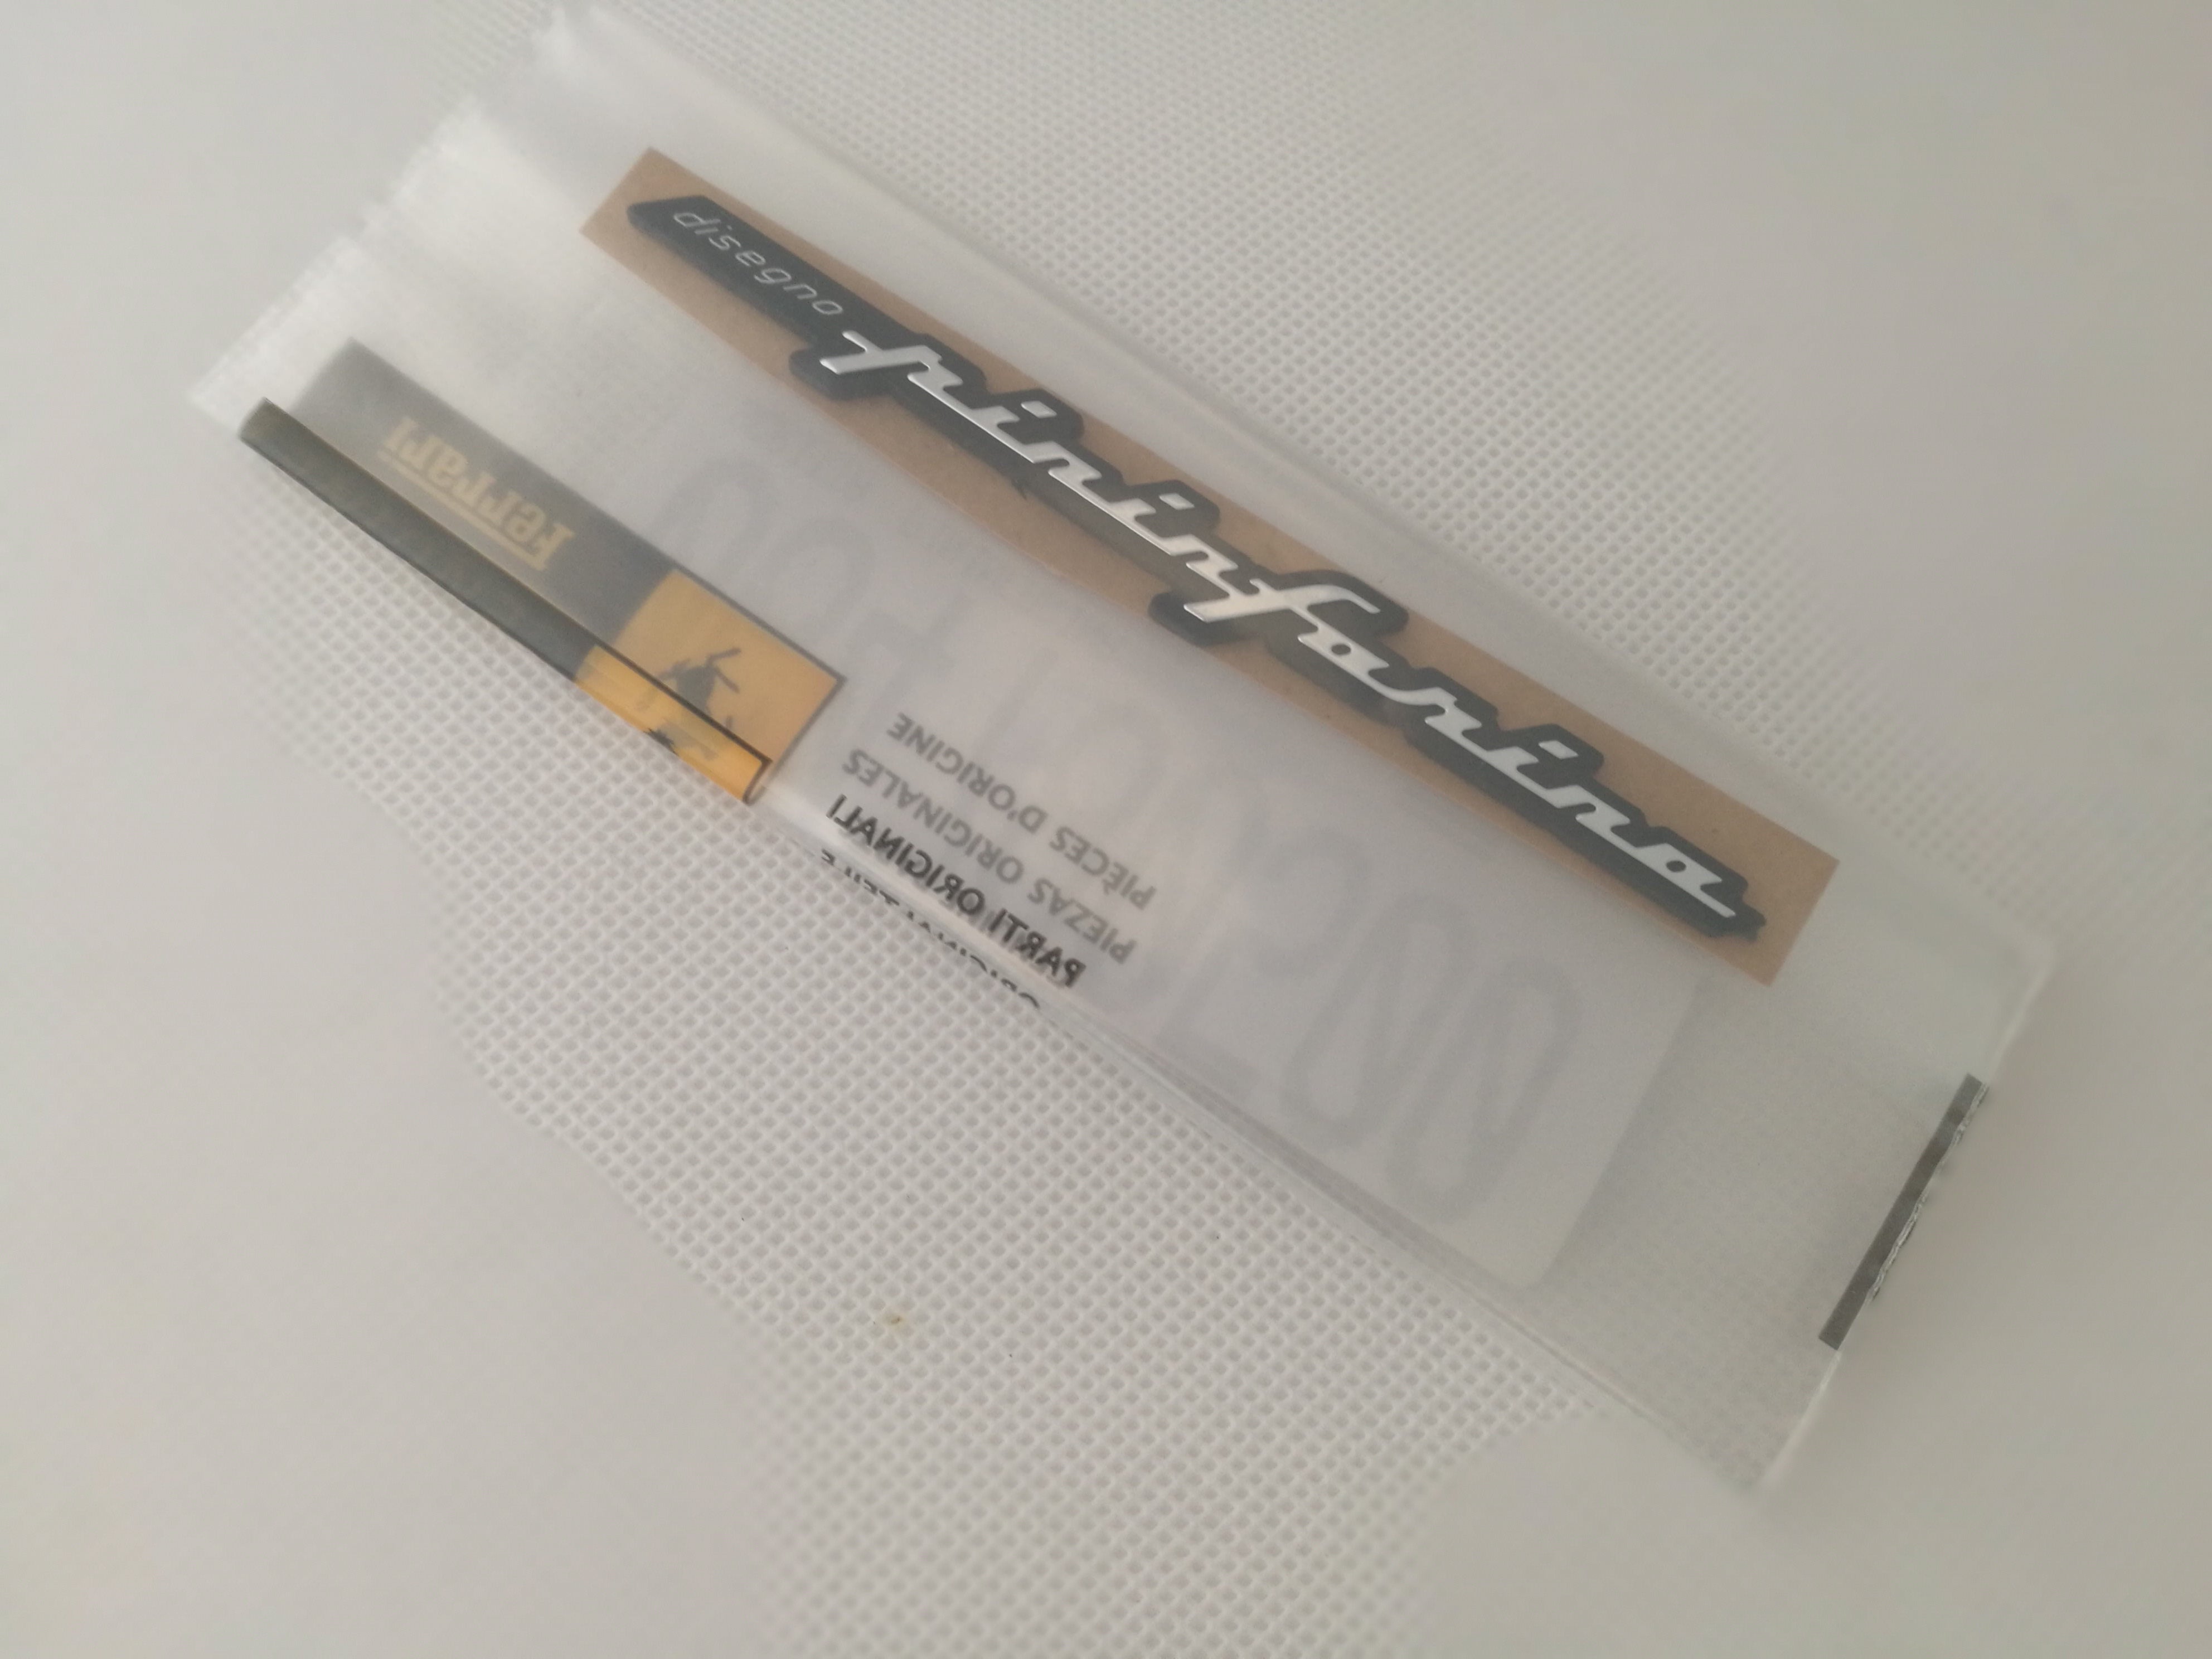 disegno
pininfarina
Ferrari
PIÈCES D'ORIGINE
PIEZAS ORIGINALES
PARTI ORIGINALI